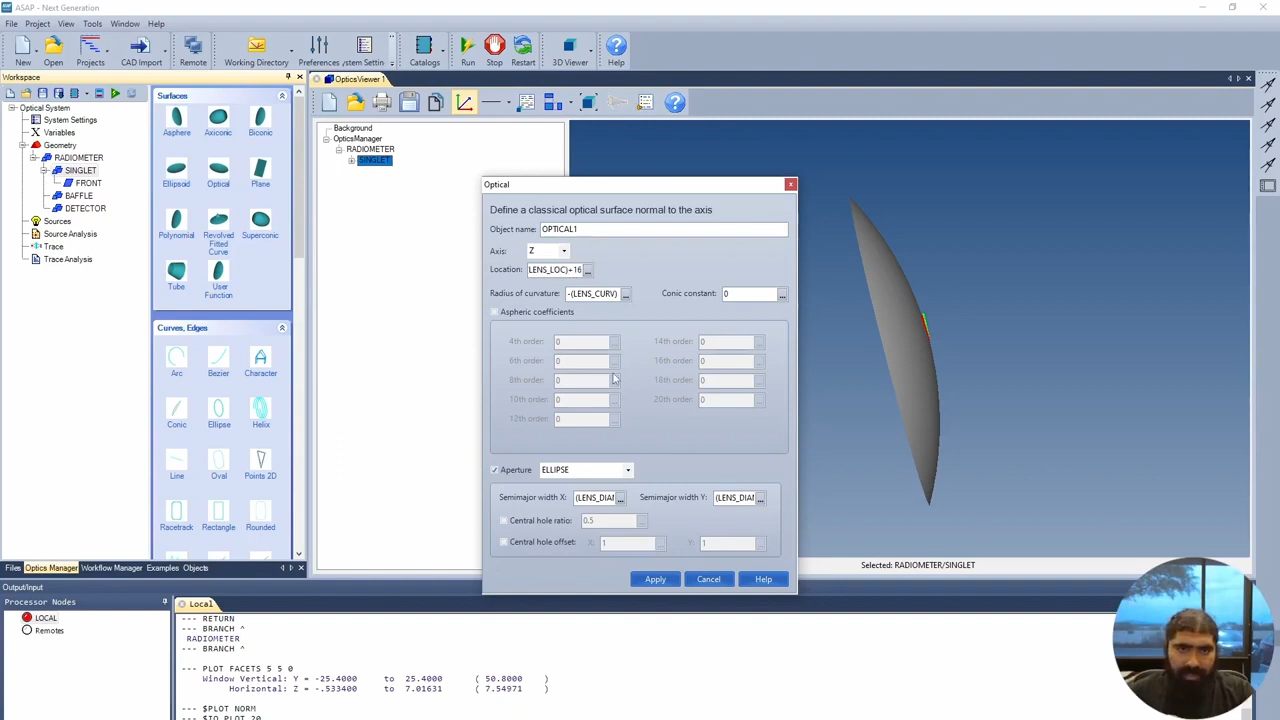 ASAP - Next Generation
File Project View Tools Window Help
New Open Projects CAD Import Remote Working Directory Preferences System Settin Catalogs Run Stop Restart 3D Viewer Help
Workspace
OpticsViewer 1
Optical System
System Settings
Variables
Geometry
RADIOMETER
SINGLET
FRONT
BAFFLE
DETECTOR
Sources
Source Analysis
Trace
Trace Analysis
Surfaces
Asphere Axiconic Biconic
Ellipsoid Optical Plane
Polynomial Revolved Fitted Curve Superconic
Tube User Function
Curves, Edges
Arc Bezier Character
Conic Ellipse Helix
Line Oval Points 2D
Racetrack Rectangle Rounded
Background
OpticsManager
RADIOMETER
SINGLET
Optical
Define a classical optical surface normal to the axis
Object name: OPTICAL1
Axis: Z
Location: LENS_LOC)+16 ...
Radius of curvature: -(LENS_CURV) ... Conic constant: 0 ...
Aspheric coefficients
4th order: 0 ... 14th order: 0 ...
6th order: 0 ... 16th order: 0 ...
8th order: 0 ... 18th order: 0 ...
10th order: 0 ... 20th order: 0 ...
12th order: 0 ...
Aperture ELLIPSE
Semimajor width X: (LENS_DIAM ... Semimajor width Y: (LENS_DIAM ...
Central hole ratio: 0.5 ...
Central hole offset: X: 1 ... Y: 1 ...
Apply Cancel Help
Selected: RADIOMETER/SINGLET
Files Optics Manager Workflow Manager Examples Objects
Output/Input
Processor Nodes
LOCAL
Remotes
Local
--- RETURN
--- BRANCH ^
RADIOMETER
--- BRANCH ^
--- PLOT FACETS 5 5 0
Window Vertical: Y = -25.4000 to 25.4000 ( 50.8000 )
Horizontal: Z = -.533400 to 7.01631 ( 7.54971 )
--- $PLOT NORM
--- $IO PLOT 20